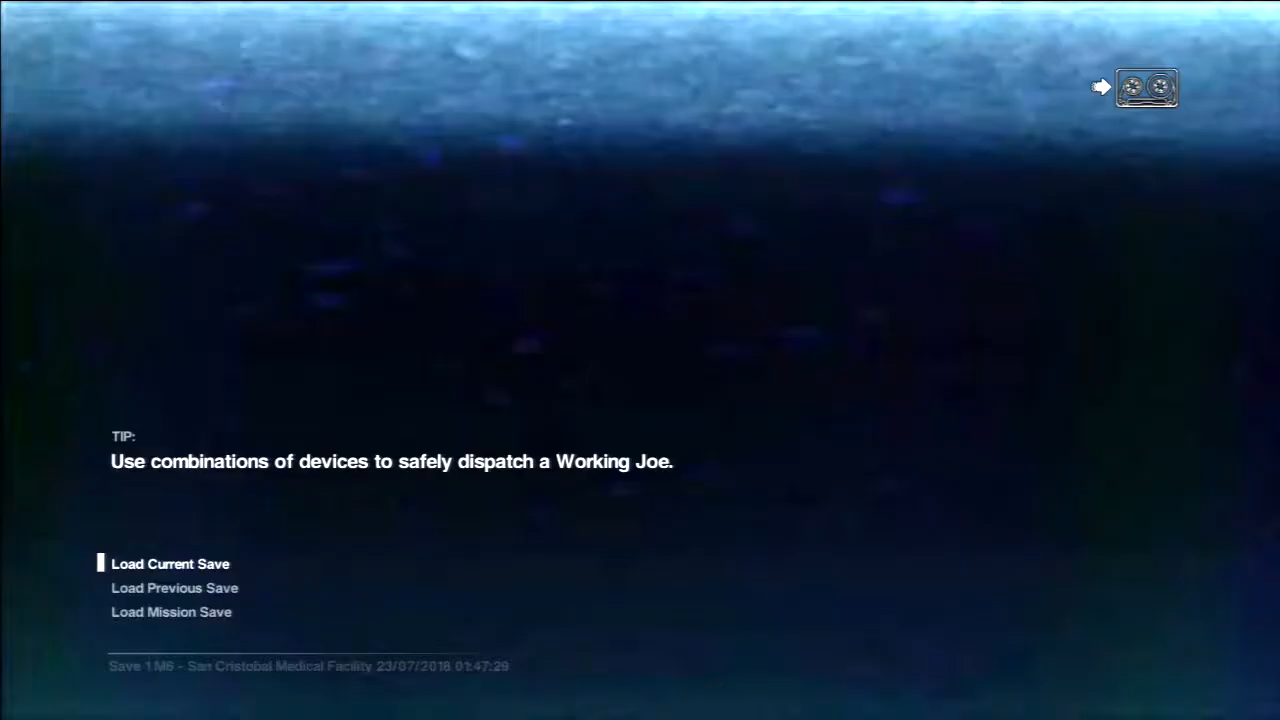 TIP:
Use combinations of devices to safely dispatch a Working Joe.
Load Current Save
Load Previous Save
Load Mission Save
Save 1 M6 - San Cristobal Medical Facility 23/07/2018 01:47:29